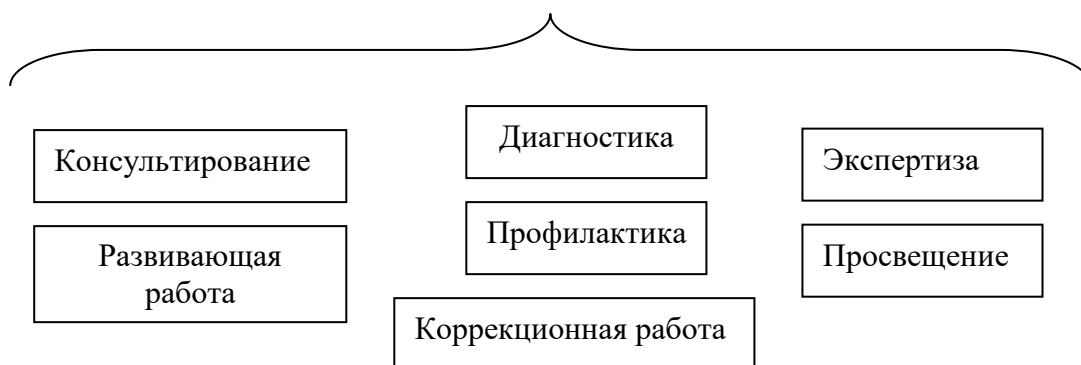 Консультирование
Развивающая
работа
Диагностика
Профилактика
Коррекционная работа
Экспертиза
Просвещение